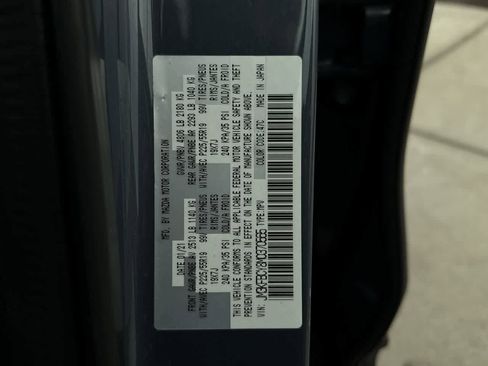 MFD. BY MAZDA MOTOR CORPORATION
DATE: 01/21 GVWR/PNBV 4806 LB 2180 KG
FRONT GAWR/PNBE AV 2513 LB 1140 KG REAR GAWR/PNBE AR 2293 LB 1040 KG
WITH/AVEC P225/55R19 99V TIRES/PNEUS WITH/AVEC P225/55R19 99V TIRES/PNEUS
19X7J RIMS/JANTES 19X7J RIMS/JANTES
240 KPA/35 PSI COLD/A FROID 240 KPA/35 PSI COLD/A FROID
THIS VEHICLE CONFORMS TO ALL APPLICABLE FEDERAL MOTOR VEHICLE SAFETY AND THEFT
PREVENTION STANDARDS IN EFFECT ON THE DATE OF MANUFACTURE SHOWN ABOVE.
VIN: TYPE: MPV COLOR CODE: 47C MADE IN JAPAN